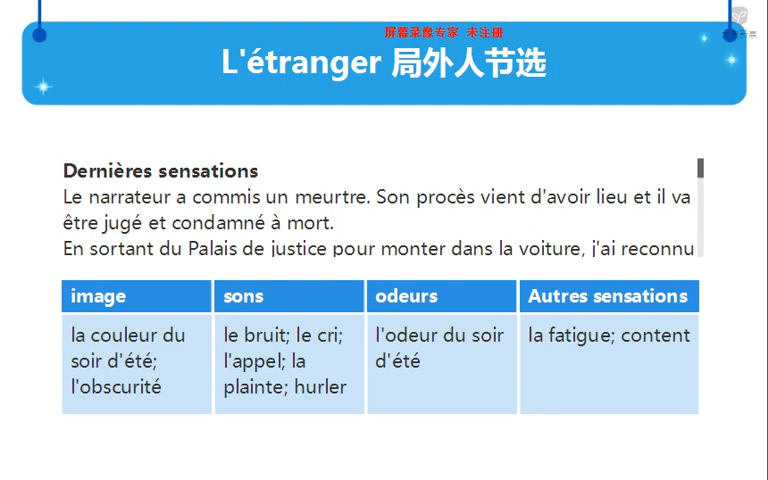 屏幕录像专家 未注册
L'étranger 局外人节选
Dernières sensations
Le narrateur a commis un meurtre. Son procès vient d'avoir lieu et il va
être jugé et condamné à mort.
En sortant du Palais de justice pour monter dans la voiture, j'ai reconnu
image sons odeurs Autres sensations
la couleur du
soir d'été;
l'obscurité
le bruit; le cri;
l'appel; la
plainte; hurler
l'odeur du soir
d'été
la fatigue; content